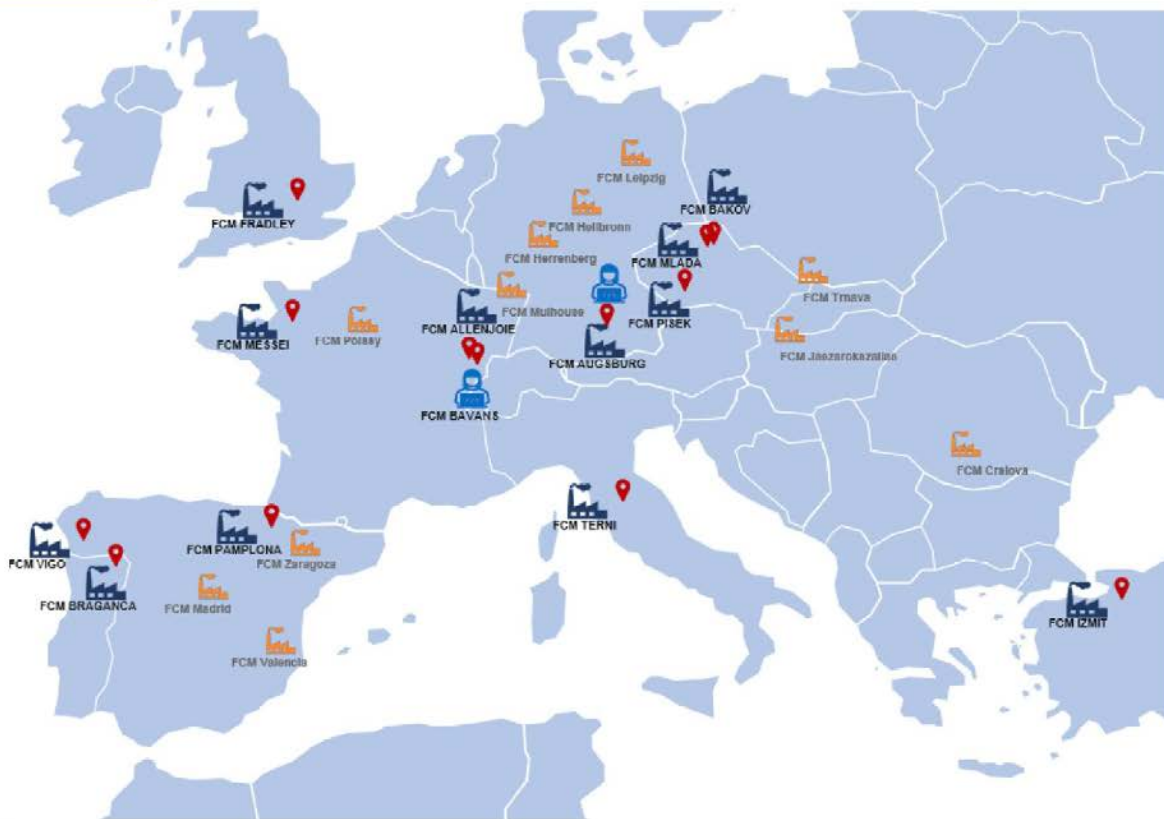 FCM Leipzig
FCM FRADLEY
FCM Heilbronn
FCM BAKOV
FCM Herrenberg
FCM MLADA
FCM Mulhouse
FCM Trnava
FCM ALLENJOIE
FCM PISEK
FCM MESSEI
FCM Poissy
FCM AUGSBURG
FCM Jaszarokszallas
FCM BAVANS
FCM Craiova
FCM TERNI
FCM PAMPLONA
FCM VIGO
FCM Zaragoza
FCM BRAGANCA
FCM Madrid
FCM IZMIT
FCM Valencia